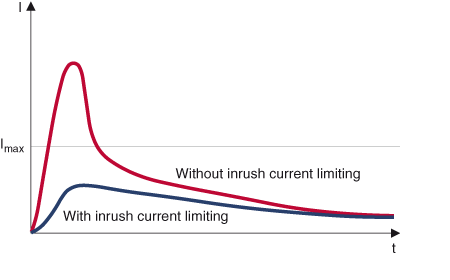 I
Imax
Without inrush current limiting
With inrush current limiting
t